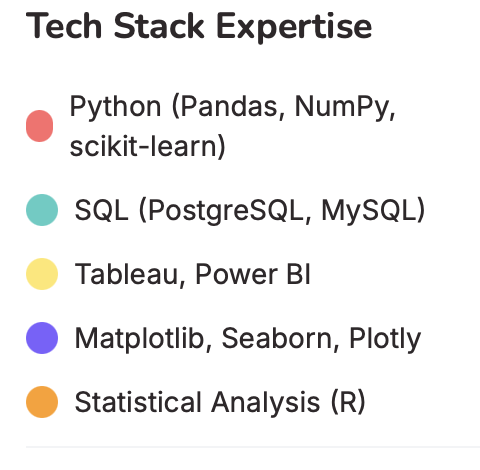 Tech Stack Expertise
Python (Pandas, NumPy,
scikit-learn)
SQL (PostgreSQL, MySQL)
Tableau, Power BI
Matplotlib, Seaborn, Plotly
Statistical Analysis (R)